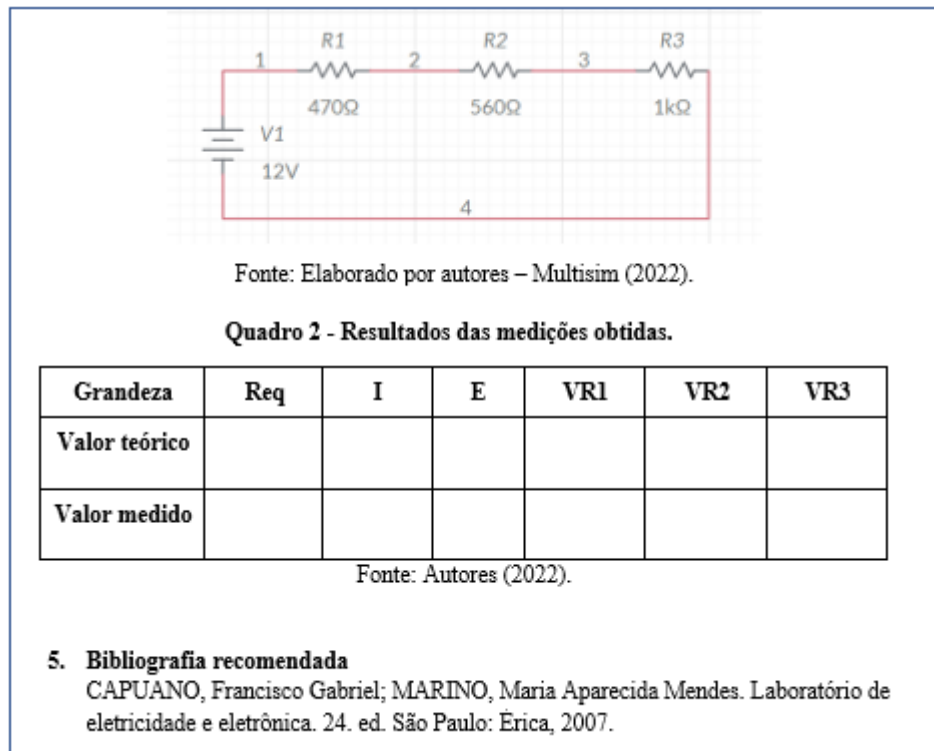 R1 R2 R3
1 2 3
470Ω 560Ω 1kΩ
V1
12V
4
Fonte: Elaborado por autores – Multisim (2022).
Quadro 2 - Resultados das medições obtidas.
Grandeza Req I E VR1 VR2 VR3
Valor teórico
Valor medido
Fonte: Autores (2022).
5. Bibliografia recomendada
CAPUANO, Francisco Gabriel; MARINO, Maria Aparecida Mendes. Laboratório de
eletricidade e eletrônica. 24. ed. São Paulo: Érica, 2007.